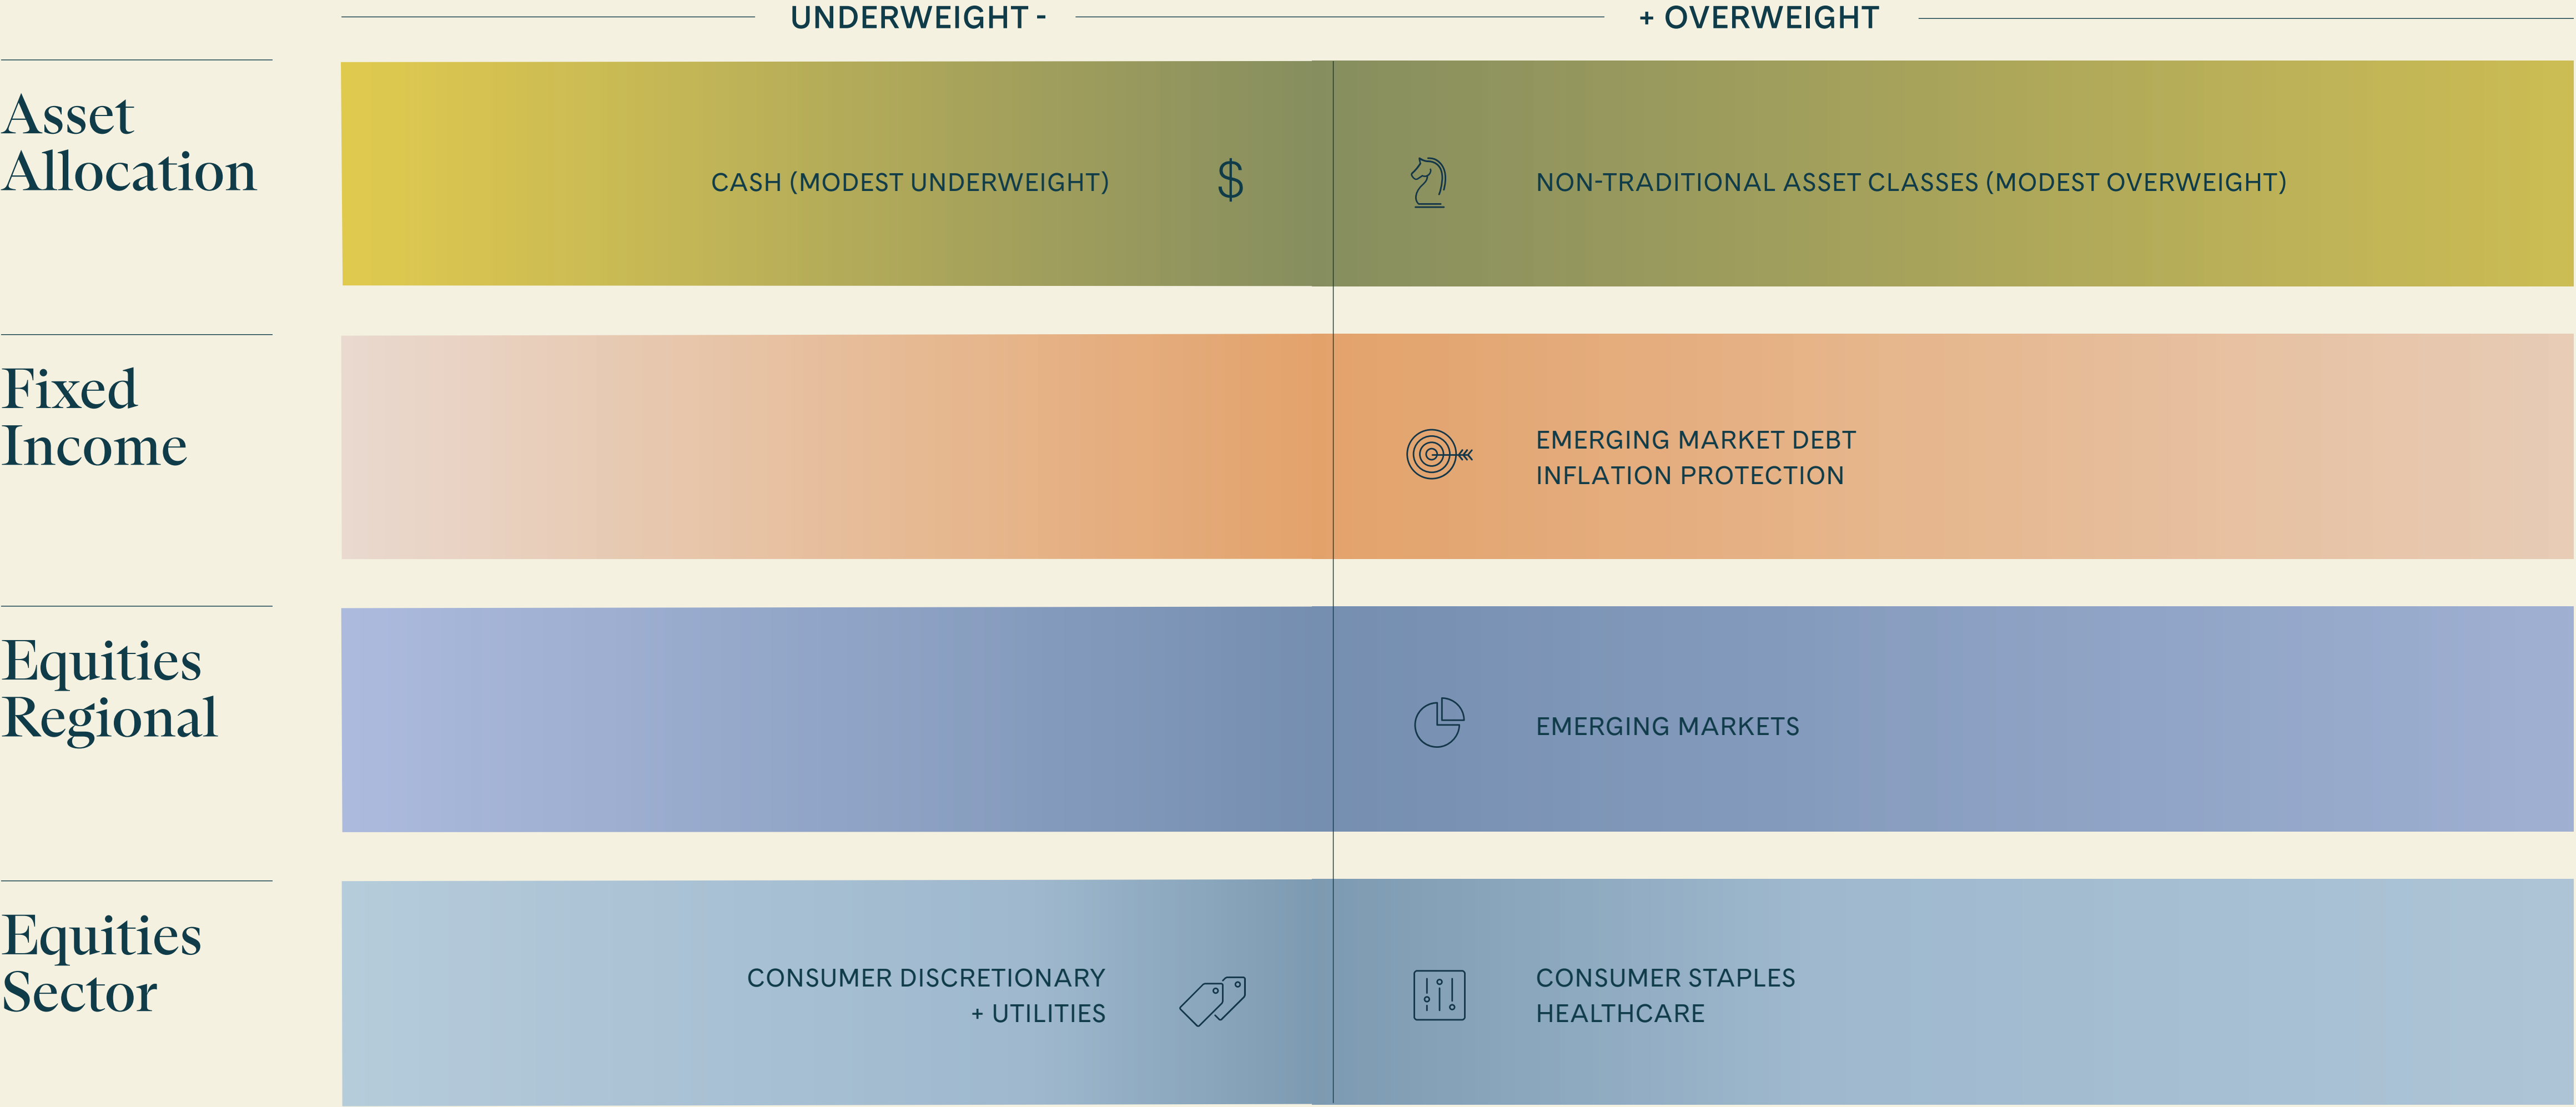 UNDERWEIGHT -
+ OVERWEIGHT
Asset
Allocation
CASH (MODEST UNDERWEIGHT)
$
NON-TRADITIONAL ASSET CLASSES (MODEST OVERWEIGHT)
Fixed
Income
EMERGING MARKET DEBT
INFLATION PROTECTION
Equities
Regional
EMERGING MARKETS
Equities
Sector
CONSUMER DISCRETIONARY
+ UTILITIES
CONSUMER STAPLES
HEALTHCARE